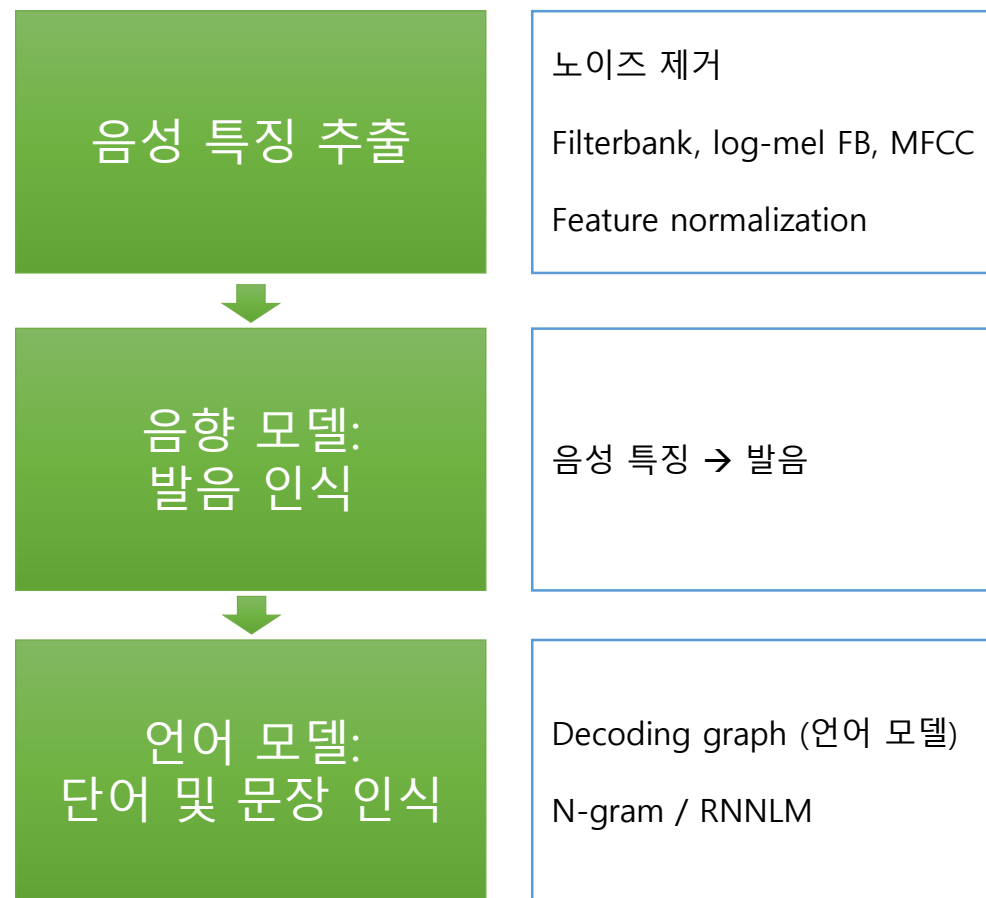 음성 특징 추출
노이즈 제거
Filterbank, log-mel FB, MFCC
Feature normalization
음향 모델:
발음 인식
음성 특징 → 발음
언어 모델:
단어 및 문장 인식
Decoding graph (언어 모델)
N-gram / RNNLM